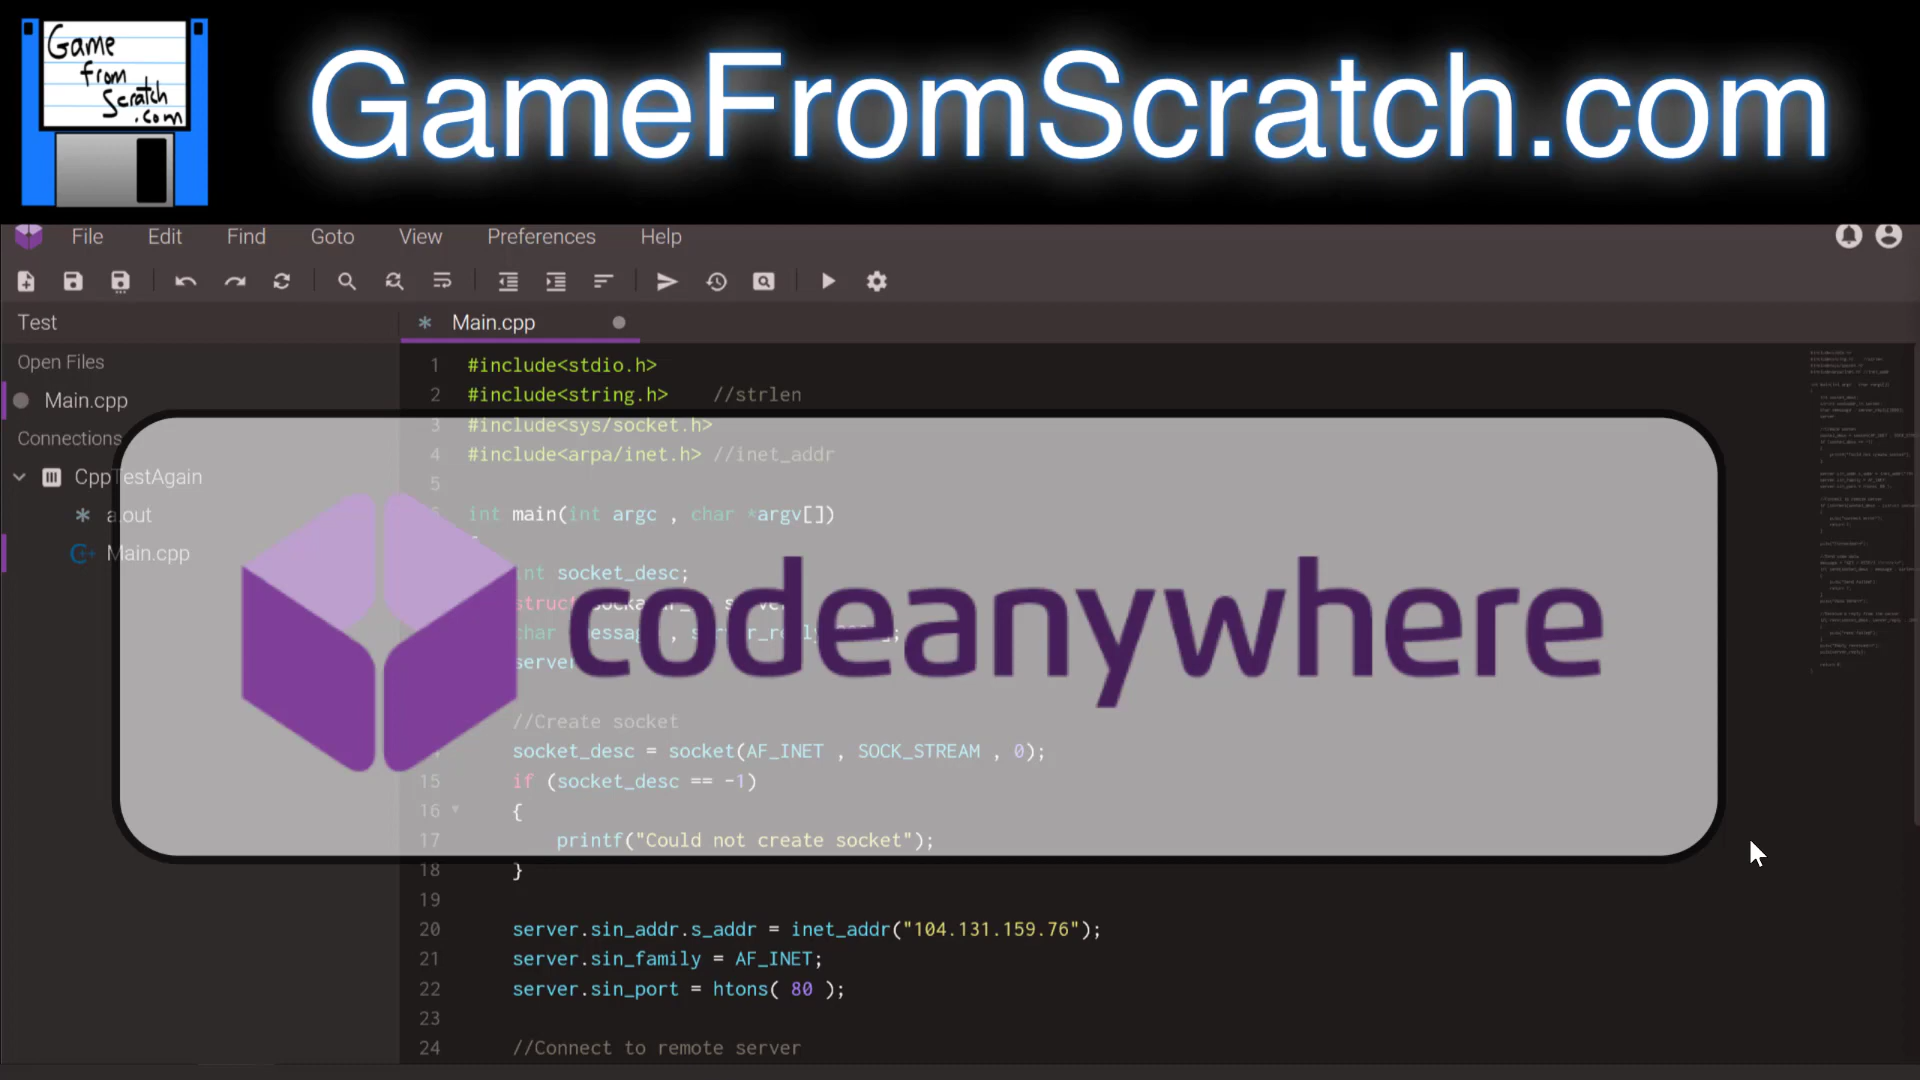 Game
from
Scratch
.com
GameFromScratch.com
File Edit Find Goto View Preferences Help
Test
* Main.cpp
Open Files
Main.cpp
Connections
CppTestAgain
* a.out
C++ Main.cpp
1 #include<stdio.h>
2 #include<string.h> //strlen
3 #include<sys/socket.h>
4 #include<arpa/inet.h> //inet_addr
5
int main(int argc , char *argv[])
int socket_desc;
struct
char
server
codeanywhere
//Create socket
socket_desc = socket(AF_INET , SOCK_STREAM , 0);
15 if (socket_desc == -1)
16 {
17 printf("Could not create socket");
18 }
19
20 server.sin_addr.s_addr = inet_addr("104.131.159.76");
21 server.sin_family = AF_INET;
22 server.sin_port = htons( 80 );
23
24 //Connect to remote server